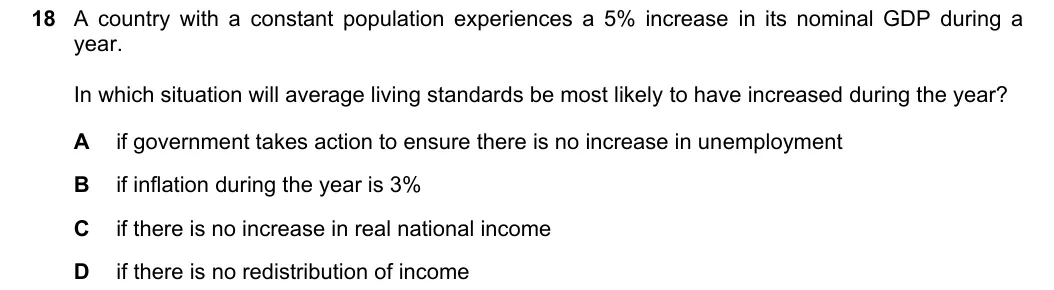 18 A country with a constant population experiences a 5% increase in its nominal GDP during a
year.
In which situation will average living standards be most likely to have increased during the year?
A if government takes action to ensure there is no increase in unemployment
B if inflation during the year is 3%
C if there is no increase in real national income
D if there is no redistribution of income